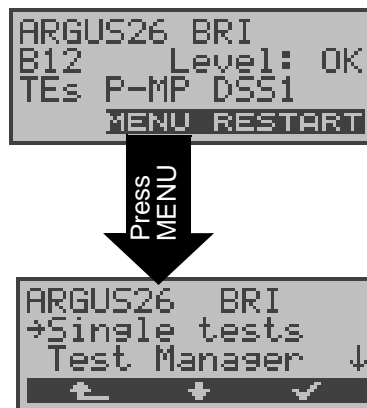 ARGUS26 BRI
B12 Level: OK
TEs P-MP DSS1
MENU RESTART
Press
MENU
ARGUS26 BRI
→Single tests
Test Manager ↓